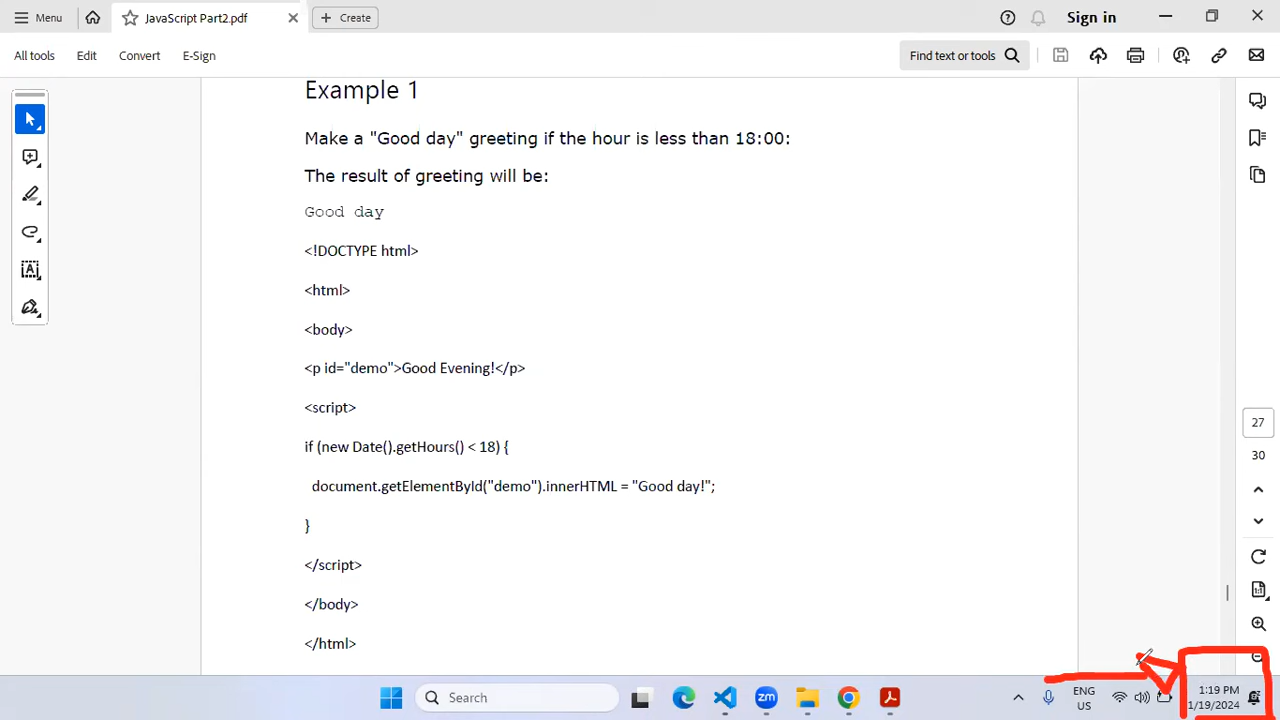 Menu
JavaScript Part2.pdf
Create
Sign in
All tools
Edit
Convert
E-Sign
Find text or tools
Example 1
Make a "Good day" greeting if the hour is less than 18:00:
The result of greeting will be:
Good day
<!DOCTYPE html>
<html>
<body>
<p id="demo">Good Evening!</p>
<script>
if (new Date().getHours() < 18) {
document.getElementById("demo").innerHTML = "Good day!";
}
</script>
</body>
</html>
27
30
1:1
Search
ENG
US
1:19 PM
1/19/2024